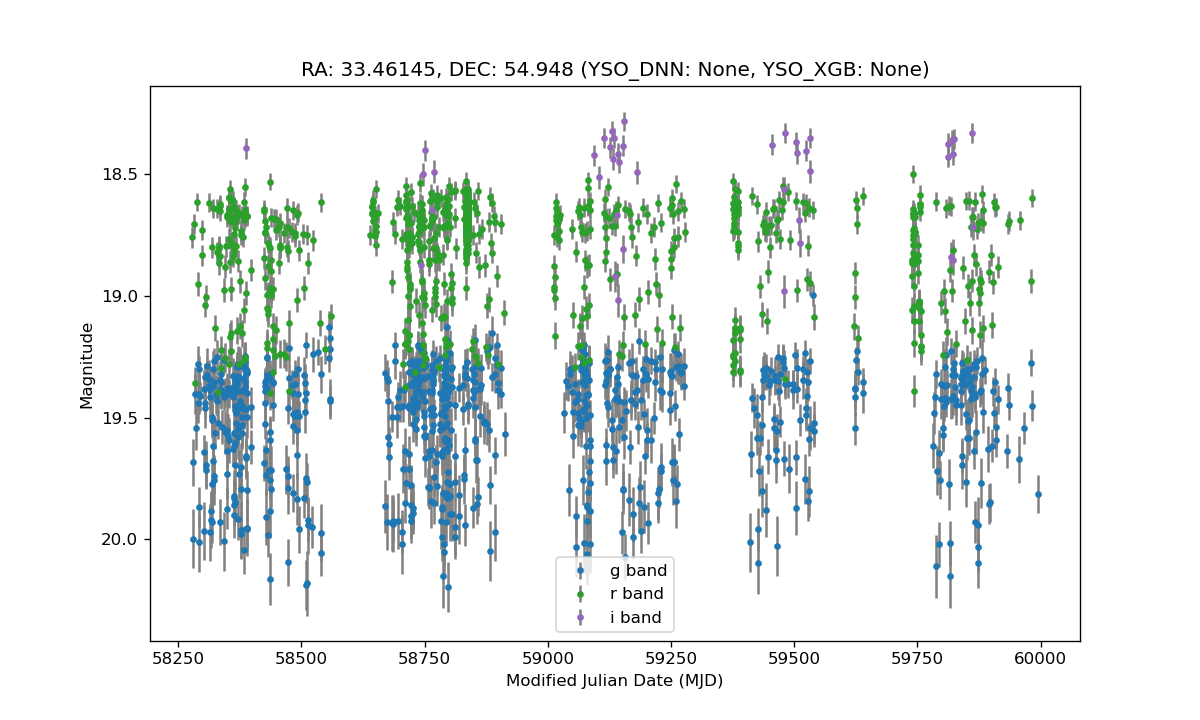 RA: 33.46145, DEC: 54.948 (YSO_DNN: None, YSO_XGB: None)
18.5
19.0
19.5
20.0
Magnitude
g band
r band
i band
58250 58500 58750 59000 59250 59500 59750 60000
Modified Julian Date (MJD)